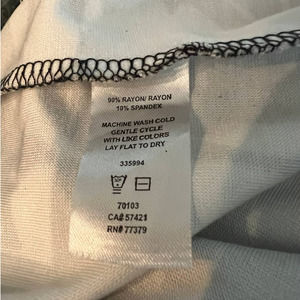 90% RAYON/ RAYON
10% SPANDEX
MACHINE WASH COLD
GENTLE CYCLE
WITH LIKE COLORS
LAY FLAT TO DRY
335994
70103
CA# 57421
RN# 77379